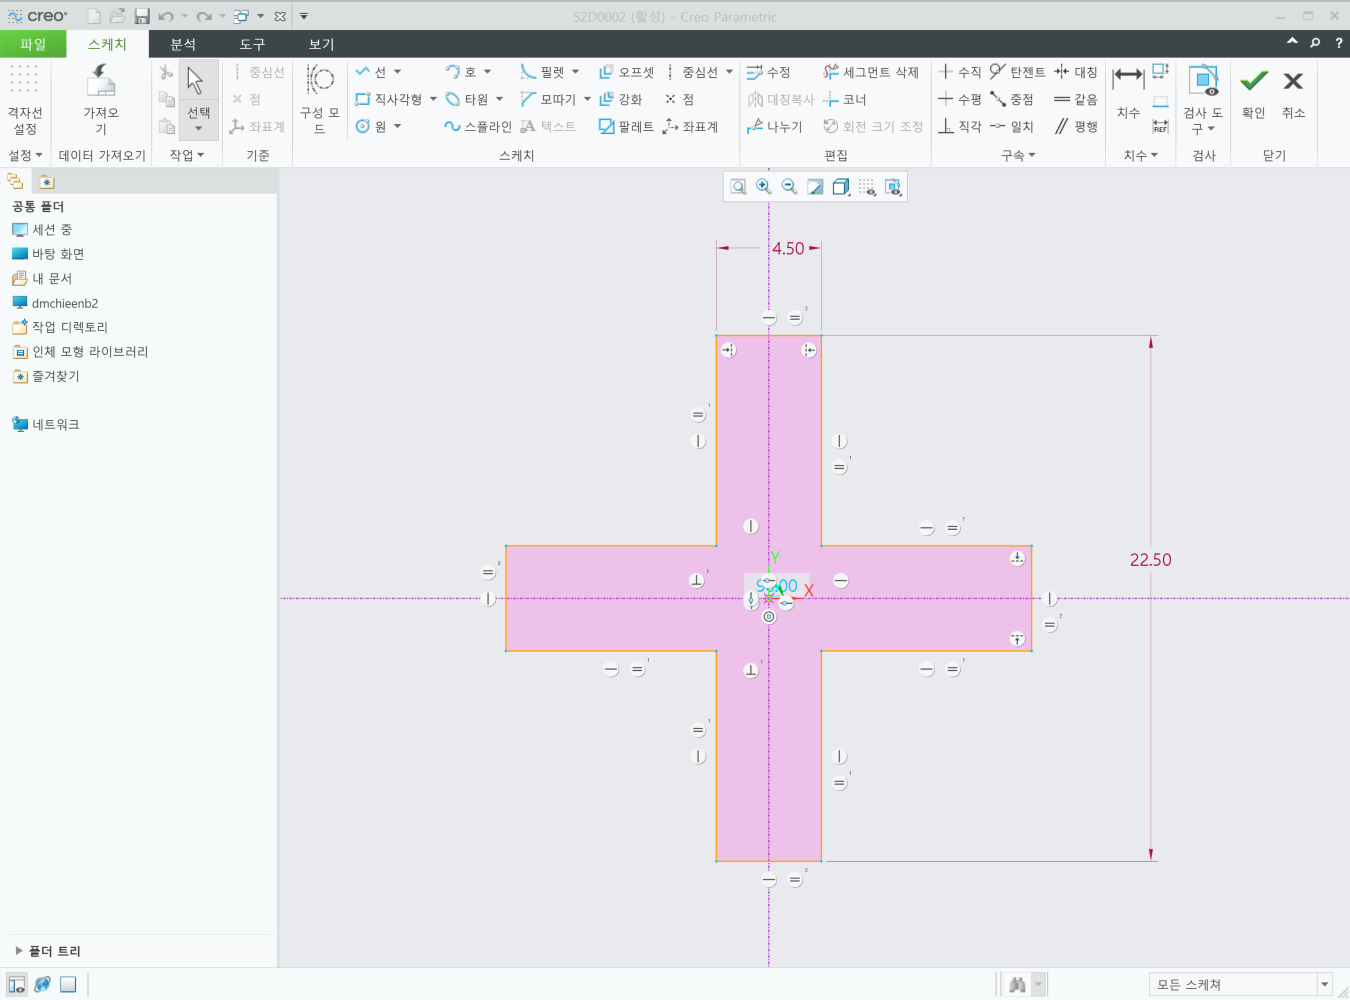 creo
S2D0002 (활성) - Creo Parametric
파일 스케치 분석 도구 보기
격자선 설정
설정
가져오기
데이터 가져오기
선택
작업
중심선
점
좌표계
기준
구성 모드
선 호 필렛 오프셋 중심선
직사각형 타원 모따기 강화 점
원 스플라인 텍스트 팔레트 좌표계
스케치
수정 세그먼트 삭제
대칭복사 코너
나누기 회전 크기 조정
편집
수직 탄젠트 대칭
수평 중점 같음
직각 일치 평행
구속
치수
REF
치수
검사 도구
검사
확인 취소
닫기
공통 폴더
세션 중
바탕 화면
내 문서
dmchieenb2
작업 디렉토리
인체 모형 라이브러리
즐겨찾기
네트워크
폴더 트리
4.50
22.50
Y
X
모든 스케쳐